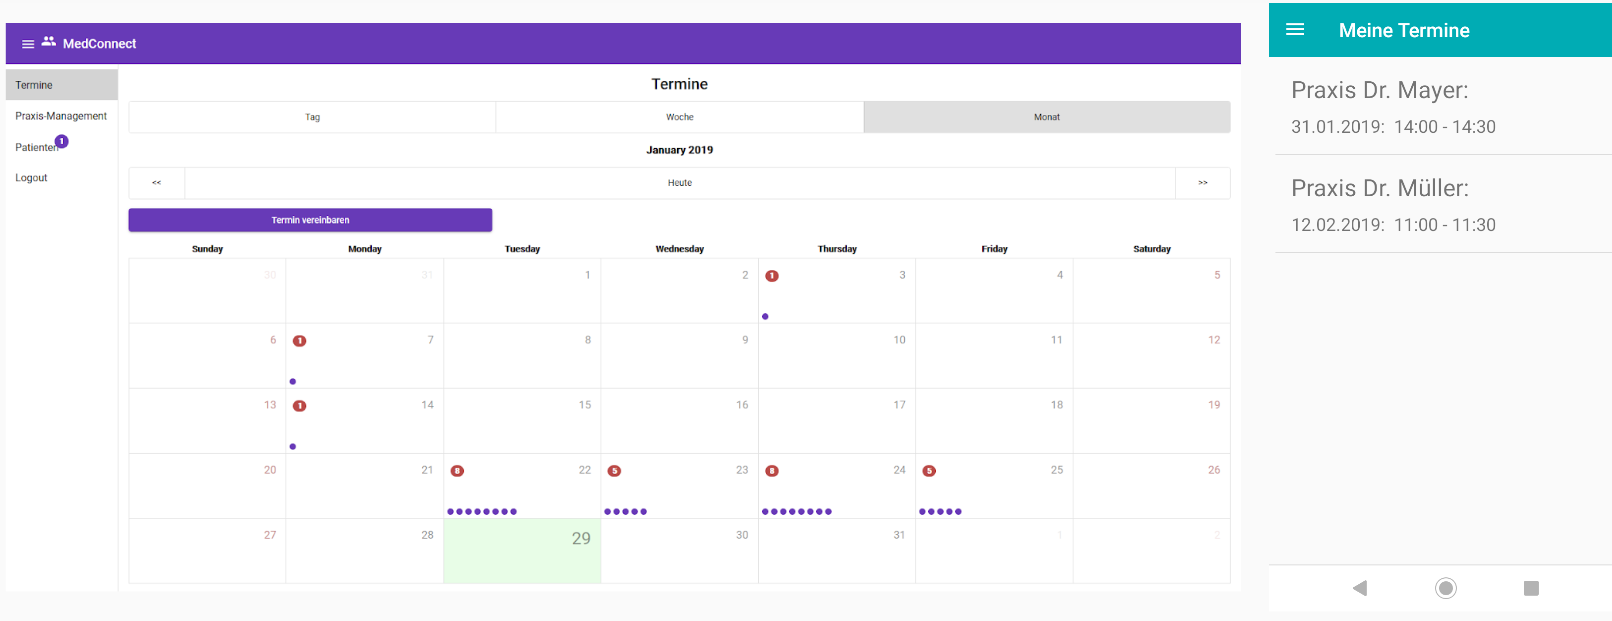 MedConnect
Termine
Praxis-Management
Patienten 1
Logout
Termine
Tag Woche Monat
January 2019
<< Heute >>
Termin vereinbaren
Sunday Monday Tuesday Wednesday Thursday Friday Saturday
30 31 1 2 1 3 4 5
6 1 7 8 9 10 11 12
13 1 14 15 16 17 18 19
20 21 8 22 5 23 8 24 5 25 26
27 28 29 30 31 1 2
Meine Termine
Praxis Dr. Mayer:
31.01.2019: 14:00 - 14:30
Praxis Dr. Müller:
12.02.2019: 11:00 - 11:30